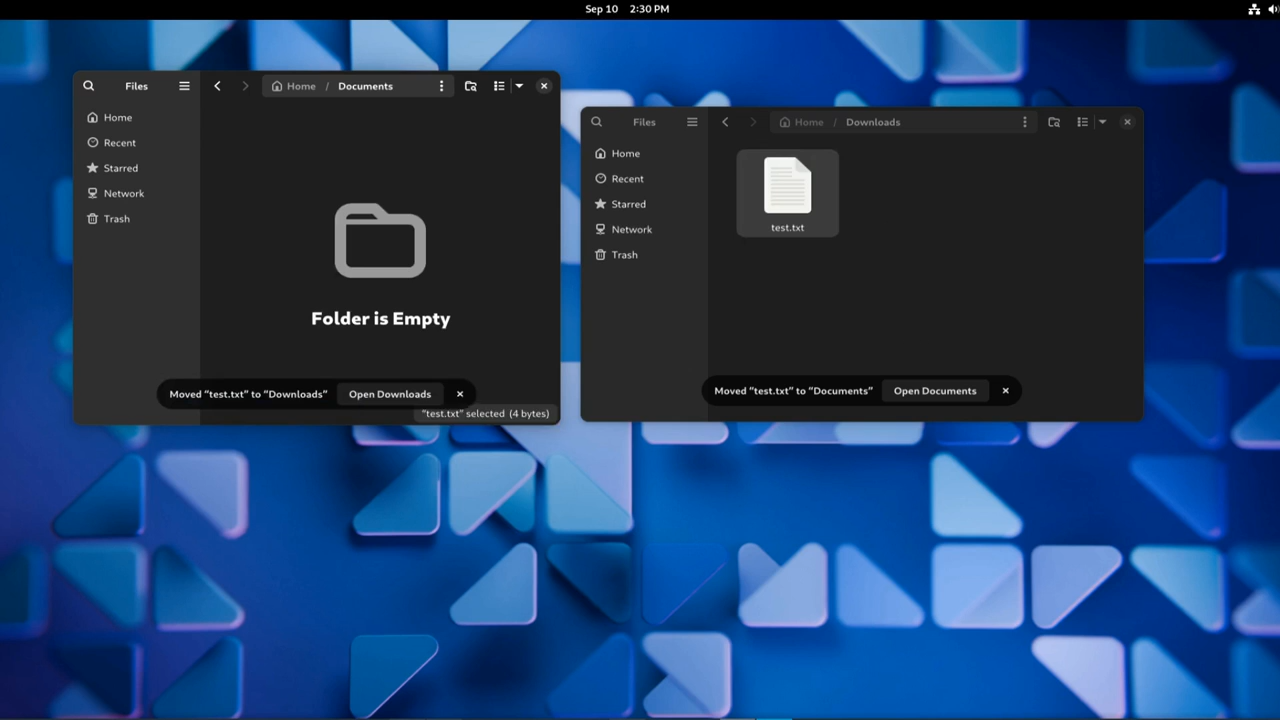 Sep 10 2:30 PM
Files
Home / Documents
Home
Recent
Starred
Network
Trash
Folder is Empty
Moved “test.txt” to “Downloads” Open Downloads
“test.txt” selected (4 bytes)
Files
Home / Downloads
Home
Recent
Starred
Network
Trash
test.txt
Moved “test.txt” to “Documents” Open Documents